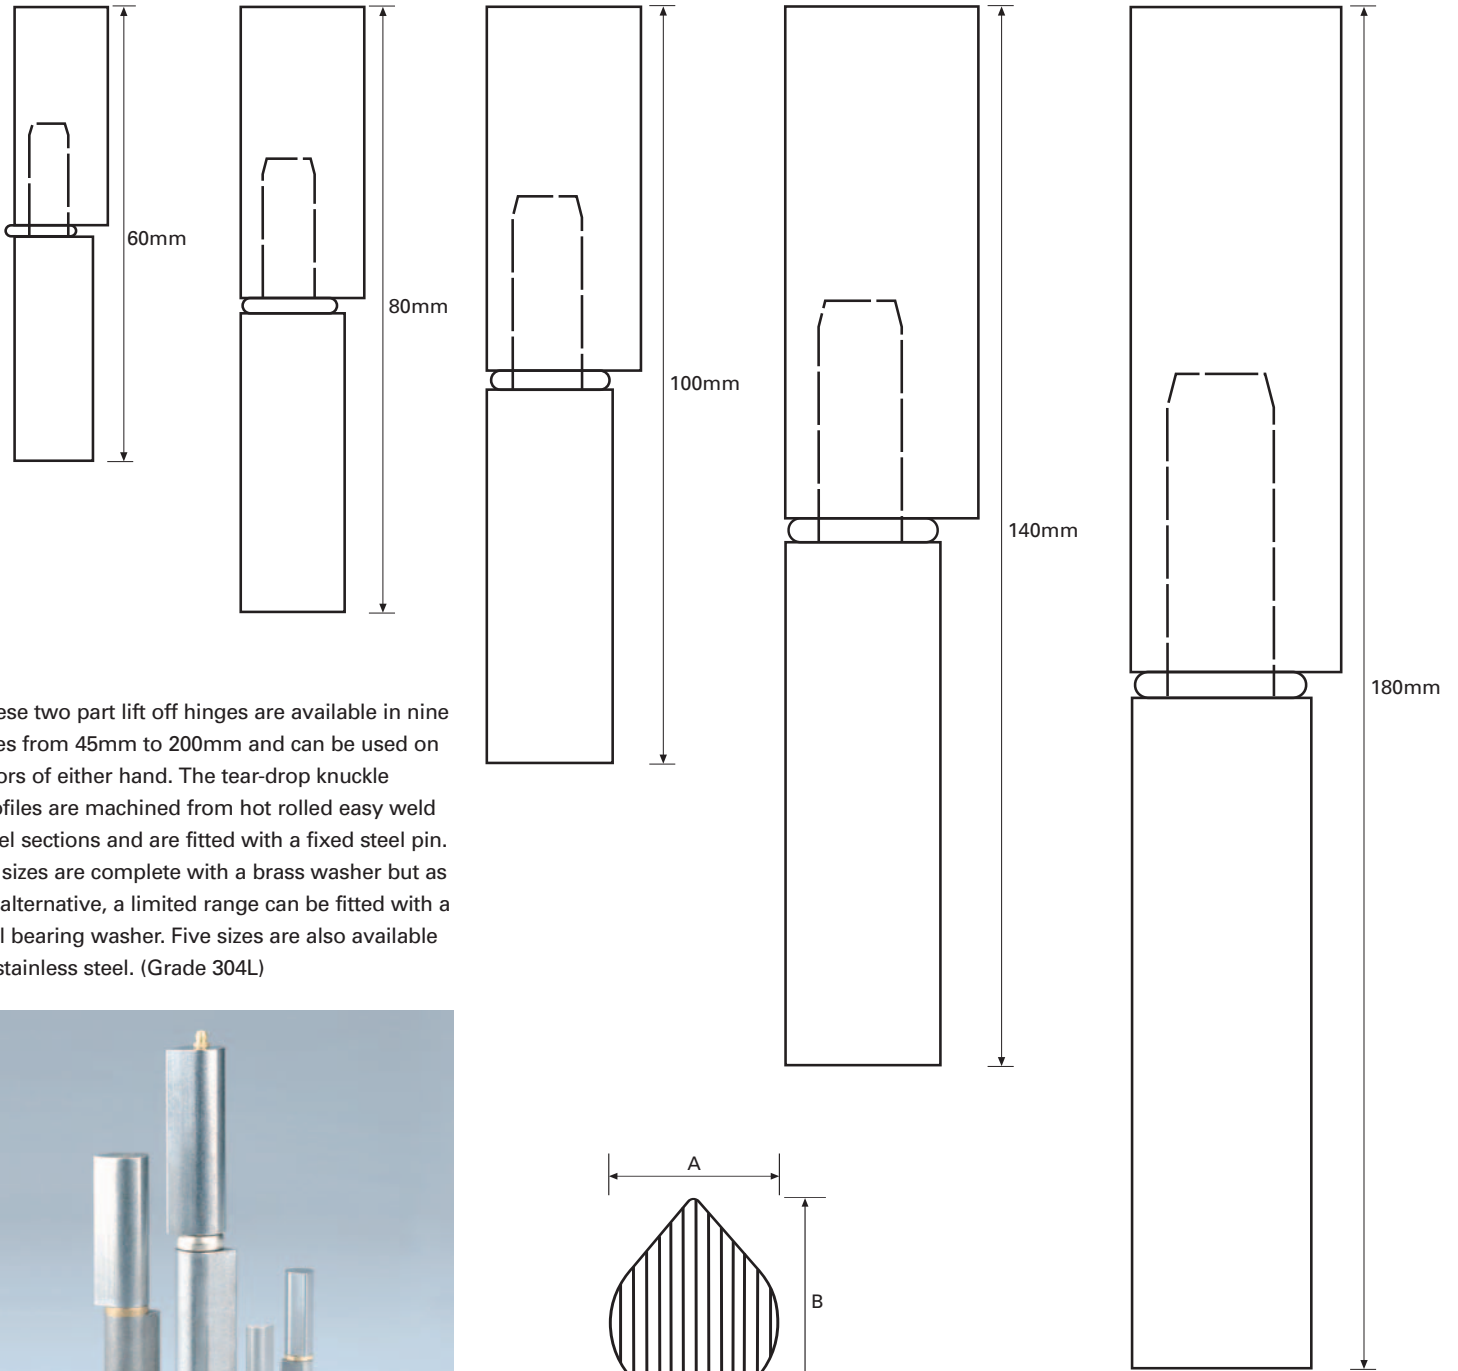 60mm
80mm
100mm
140mm
180mm
ese two part lift off hinges are available in nine
es from 45mm to 200mm and can be used on
ors of either hand. The tear-drop knuckle
ofiles are machined from hot rolled easy weld
el sections and are fitted with a fixed steel pin.
sizes are complete with a brass washer but as
alternative, a limited range can be fitted with a
l bearing washer. Five sizes are also available
stainless steel. (Grade 304L)
A
B